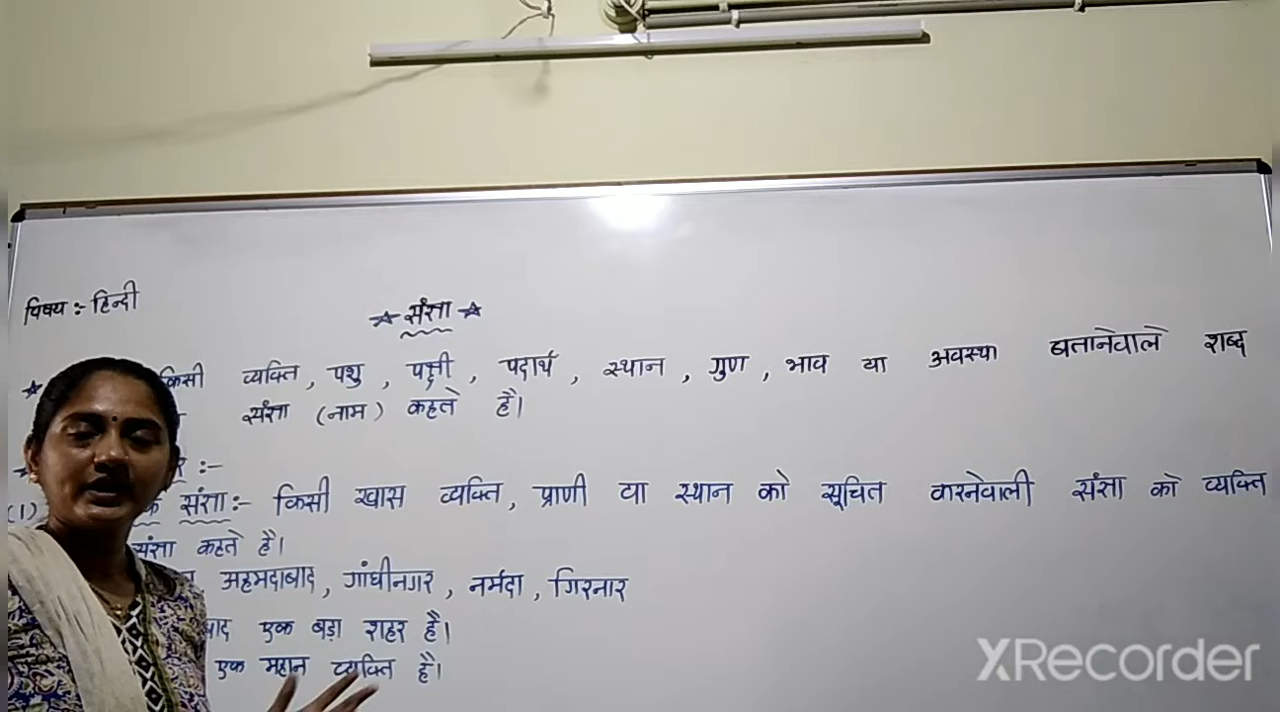 विषय :- हिन्दी
☆ संज्ञा ☆
☆ किसी व्यक्ति , पशु , पक्षी , पदार्थ , स्थान , गुण , भाव या अवस्था बतानेवाले शब्द
संज्ञा (नाम) कहते है।
:-
(1) संज्ञा :- किसी खास व्यक्ति, प्राणी या स्थान को सूचित करनेवाली संज्ञा को व्यक्ति
संज्ञा कहते है।
अहमदाबाद, गांधीनगर , नर्मदा , गिरनार
बाद एक बड़ा शहर है।
एक महान व्यक्ति है।
XRecorder